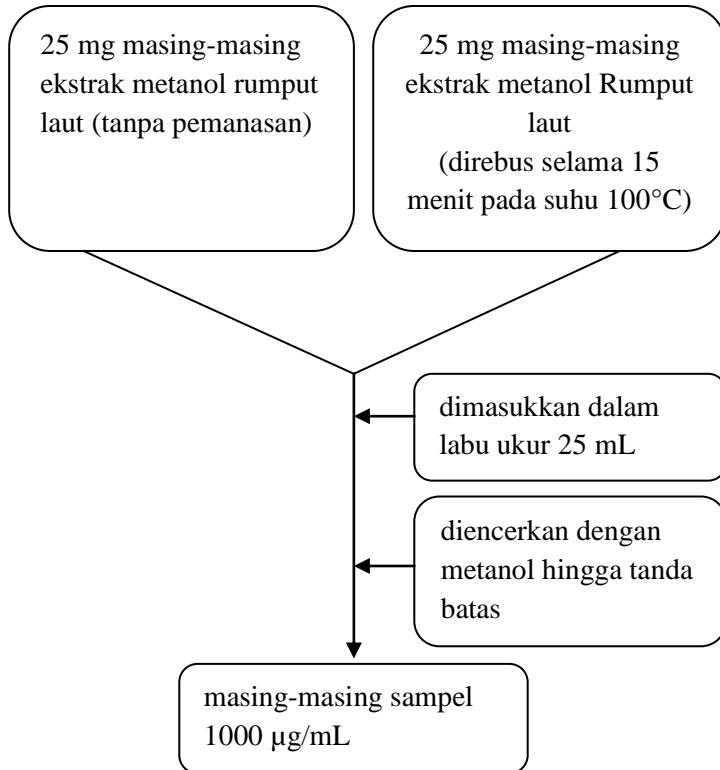 25 mg masing-masing
ekstrak metanol rumput
laut (tanpa pemanasan)
25 mg masing-masing
ekstrak metanol Rumput
laut
(direbus selama 15
menit pada suhu 100°C)
dimasukkan dalam
labu ukur 25 mL
diencerkan dengan
metanol hingga tanda
batas
masing-masing sampel
1000 µg/mL